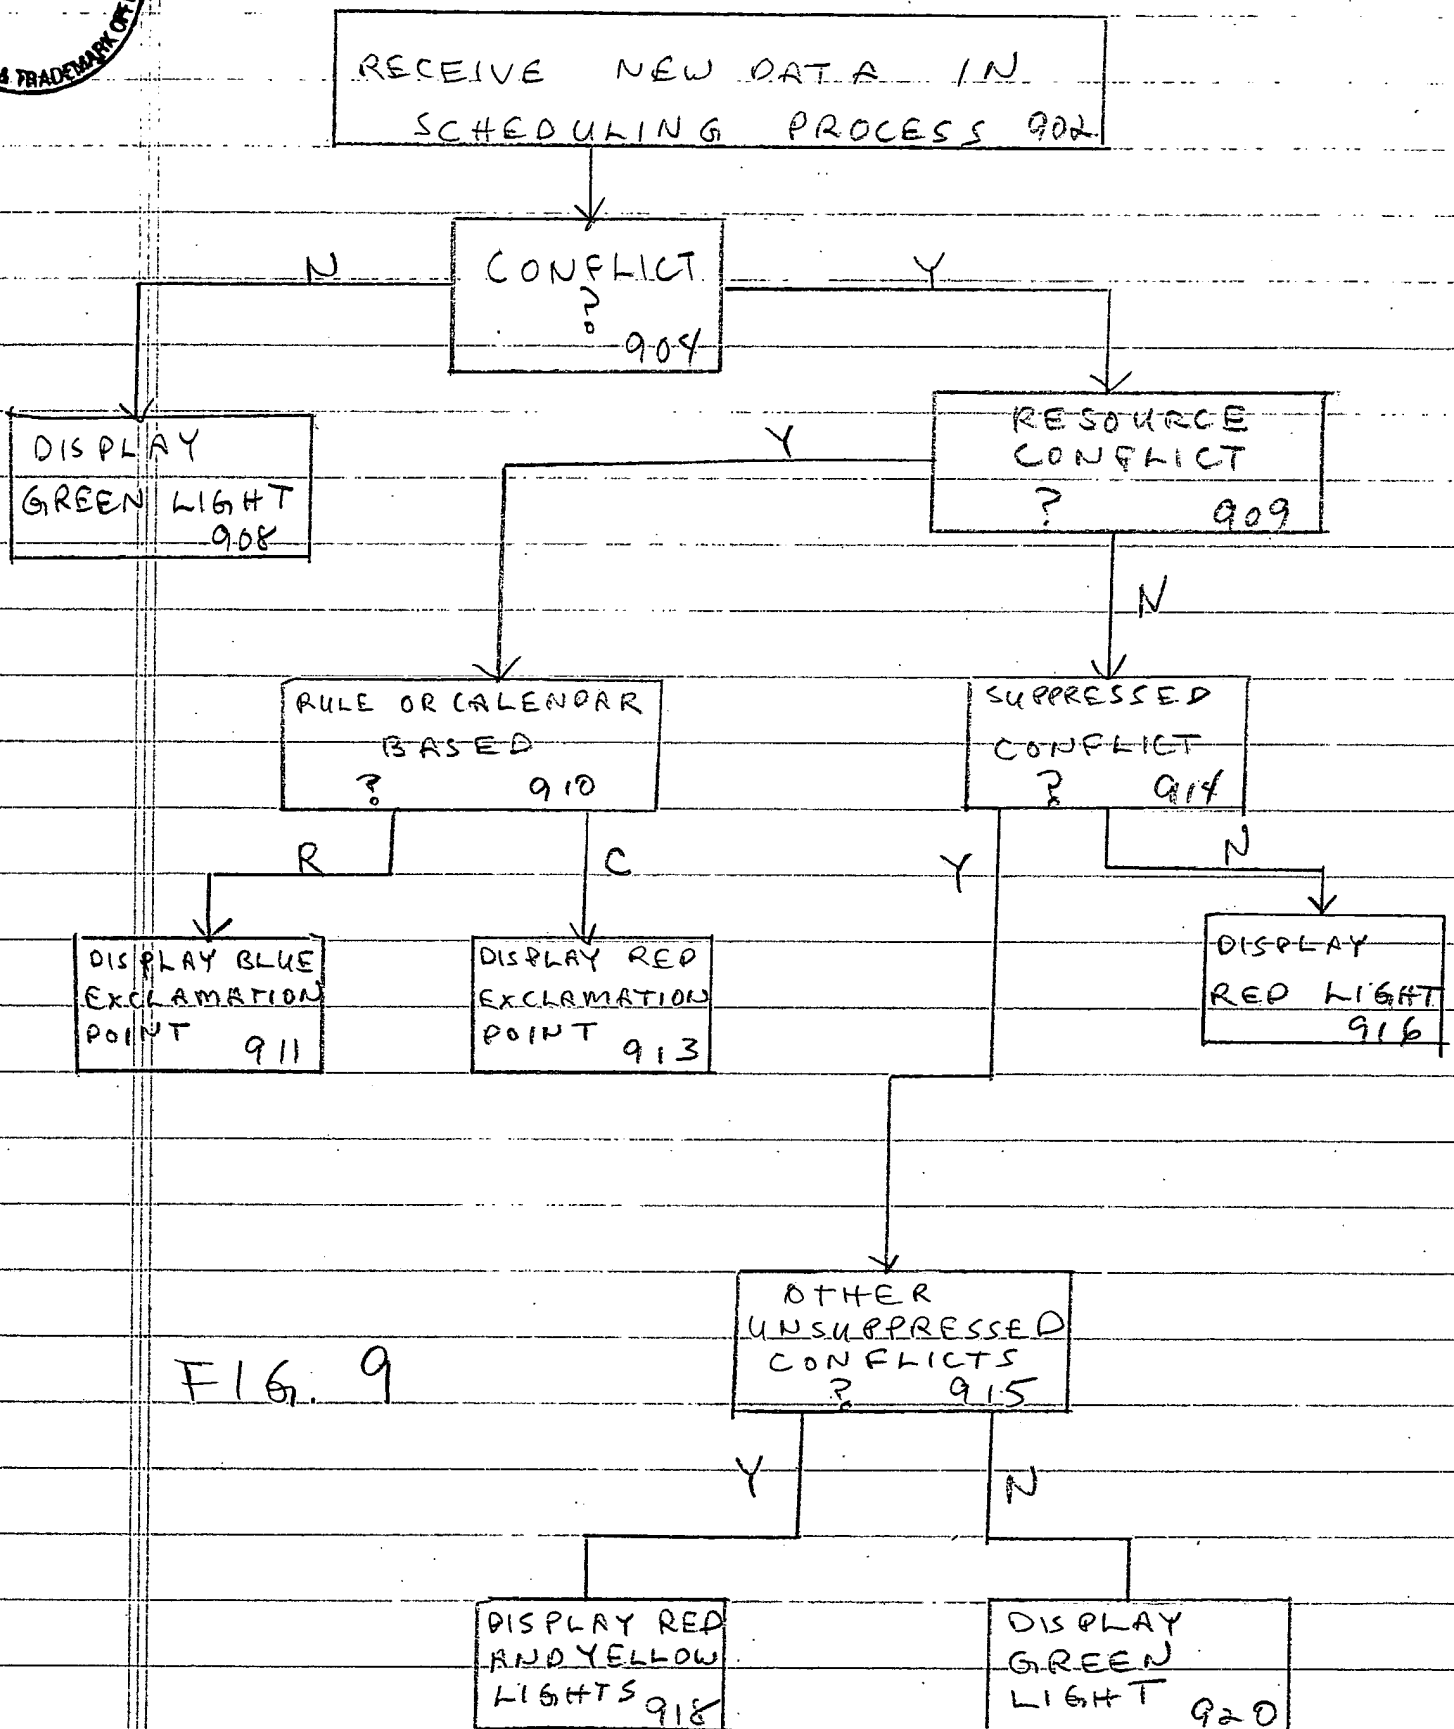 & TRADEMARK OFF
RECEIVE NEW DATA IN
SCHEDULING PROCESS 902
CONFLICT
?
904
N
Y
DISPLAY
GREEN LIGHT
908
RESOURCE
CONFLICT
? 909
Y
N
RULE OR CALENDAR
BASED
? 910
SUPPRESSED
CONFLICT
? 914
R
C
Y
N
DISPLAY BLUE
EXCLAMATION
POINT 911
DISPLAY RED
EXCLAMATION
POINT 913
DISPLAY
RED LIGHT
916
OTHER
UNSUPPRESSED
CONFLICTS
? 915
FIG. 9
Y
N
DISPLAY RED
AND YELLOW
LIGHTS 918
DISPLAY
GREEN
LIGHT 920